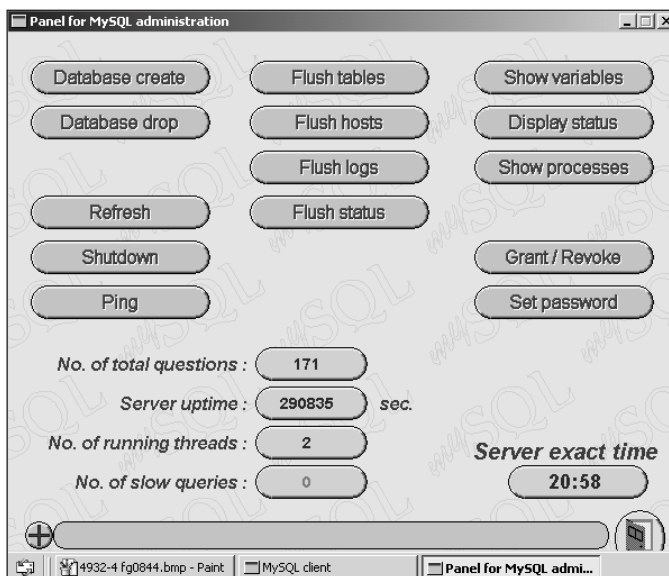 Panel for MySQL administration
Database create
Flush tables
Show variables
Database drop
Flush hosts
Display status
Flush logs
Show processes
Refresh
Flush status
Shutdown
Grant / Revoke
Ping
Set password
No. of total questions : 171
Server uptime : 290835 sec.
No. of running threads : 2
No. of slow queries : 0
Server exact time
20:58
4932-4 fg0844.bmp - Paint
MySQL client
Panel for MySQL admi...
mySQL